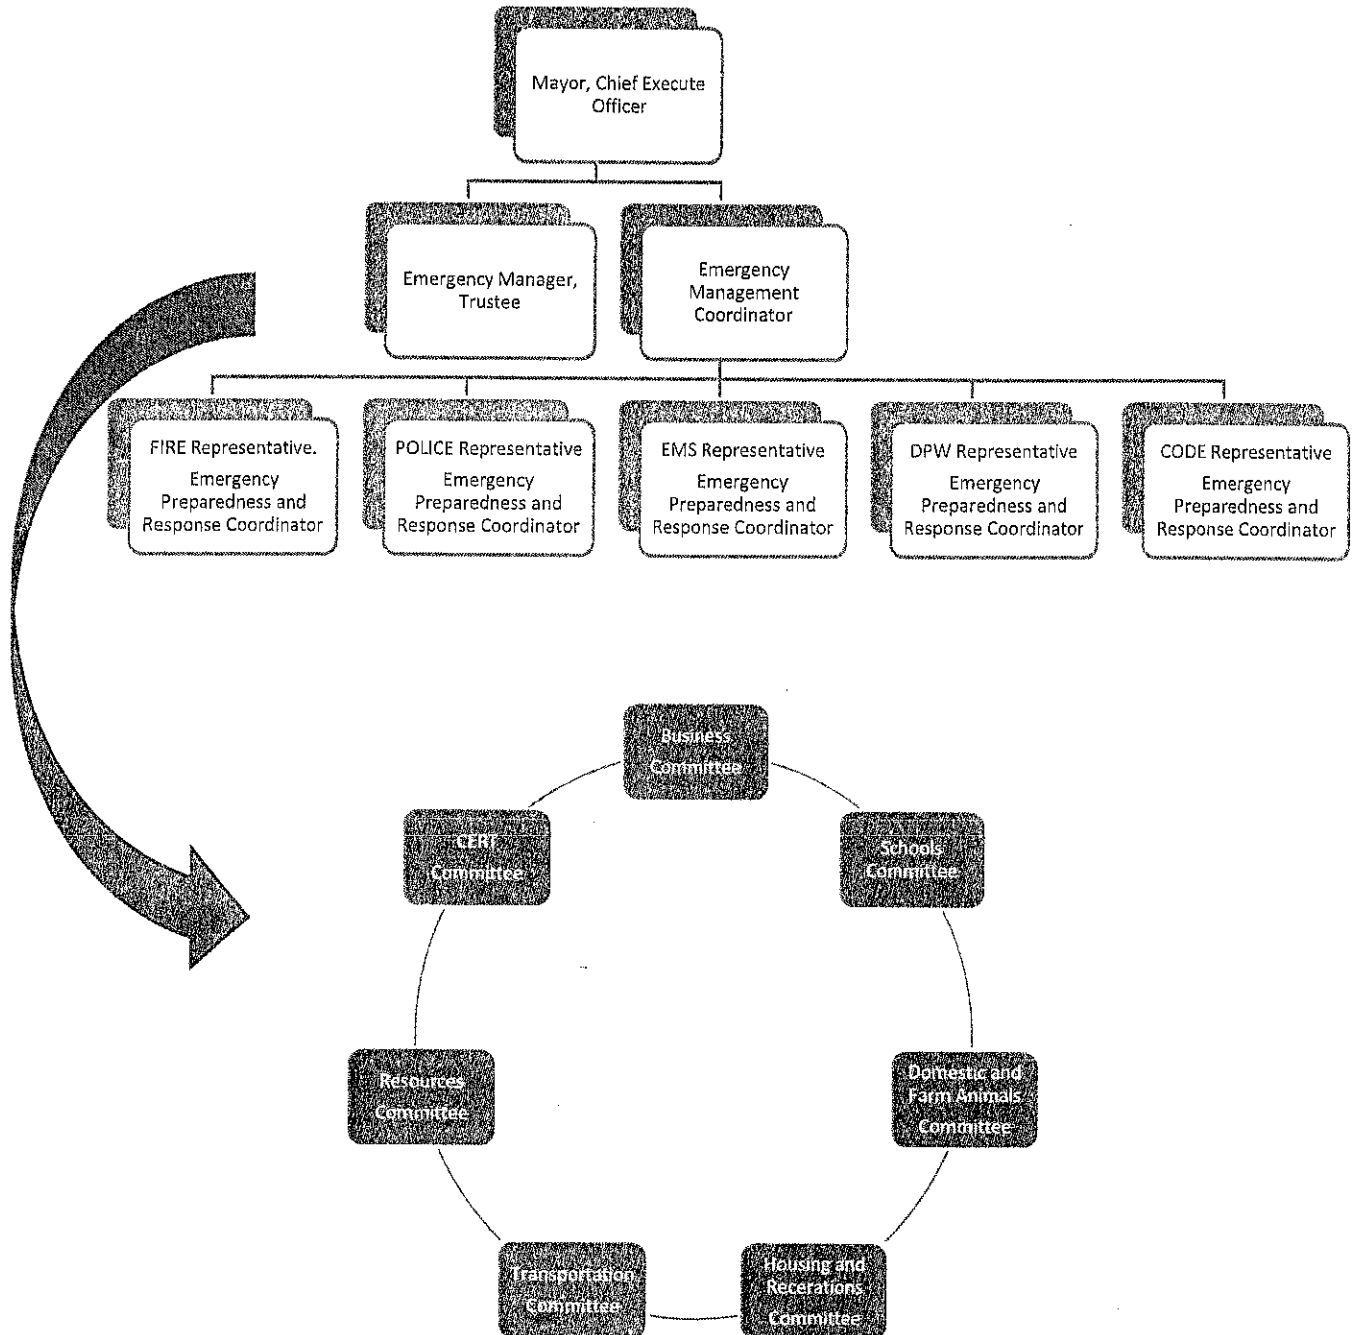 Mayor, Chief Execute
Officer
Emergency Manager,
Trustee
Emergency
Management
Coordinator
FIRE Representative.
Emergency
Preparedness and
Response Coordinator
POLICE Representative
Emergency
Preparedness and
Response Coordinator
EMS Representative
Emergency
Preparedness and
Response Coordinator
DPW Representative
Emergency
Preparedness and
Response Coordinator
CODE Representative
Emergency
Preparedness and
Response Coordinator
Business
Committee
Schools
Committee
Domestic and
Farm Animals
Committee
Housing and
Recerations
Committee
Transportation
Committee
Resources
Committee
CERT
Committee